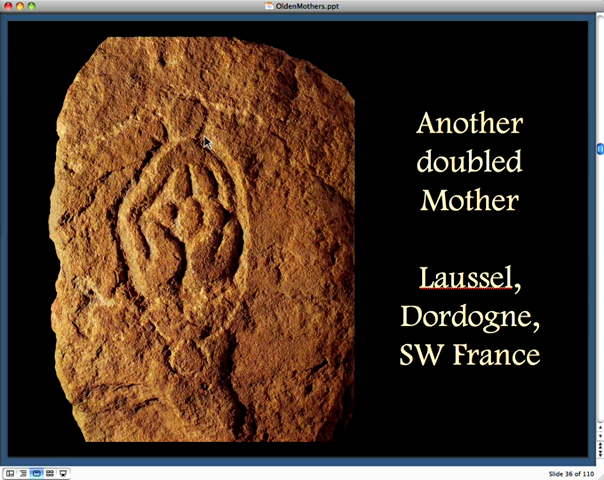 OldenMothers.ppt
Another
doubled
Mother
Laussel,
Dordogne,
SW France
Slide 36 of 110